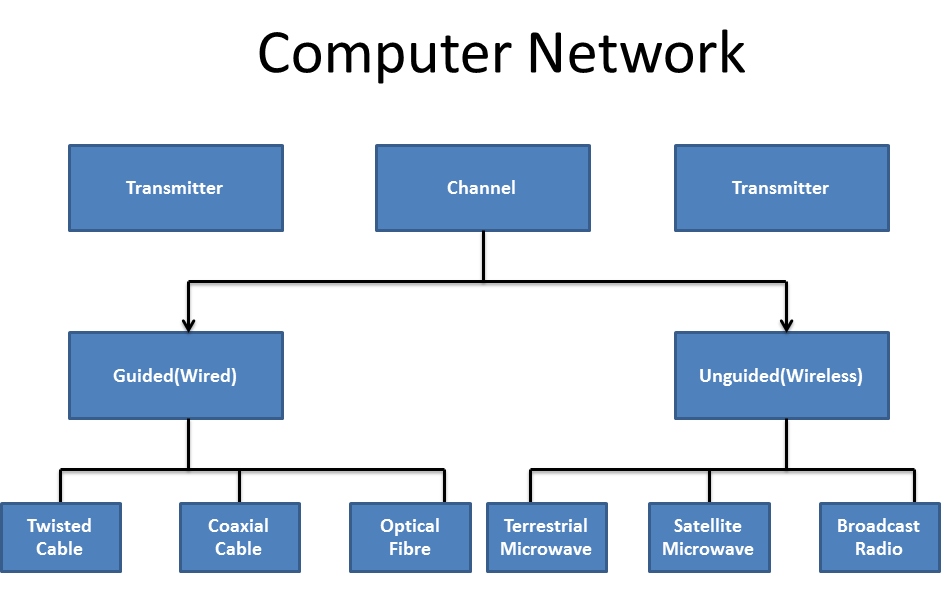 Computer Network
Transmitter
Channel
Transmitter
Guided(Wired)
Unguided(Wireless)
Twisted
Cable
Coaxial
Cable
Optical
Fibre
Terrestrial
Microwave
Satellite
Microwave
Broadcast
Radio